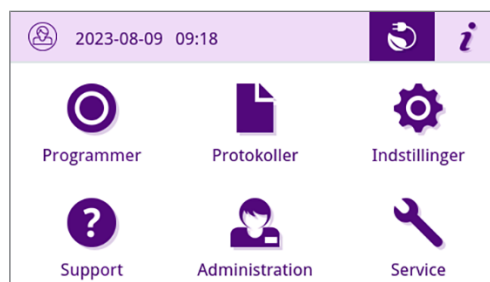 2023-08-09 09:18
Programmer Protokoller Indstillinger
Support Administration Service